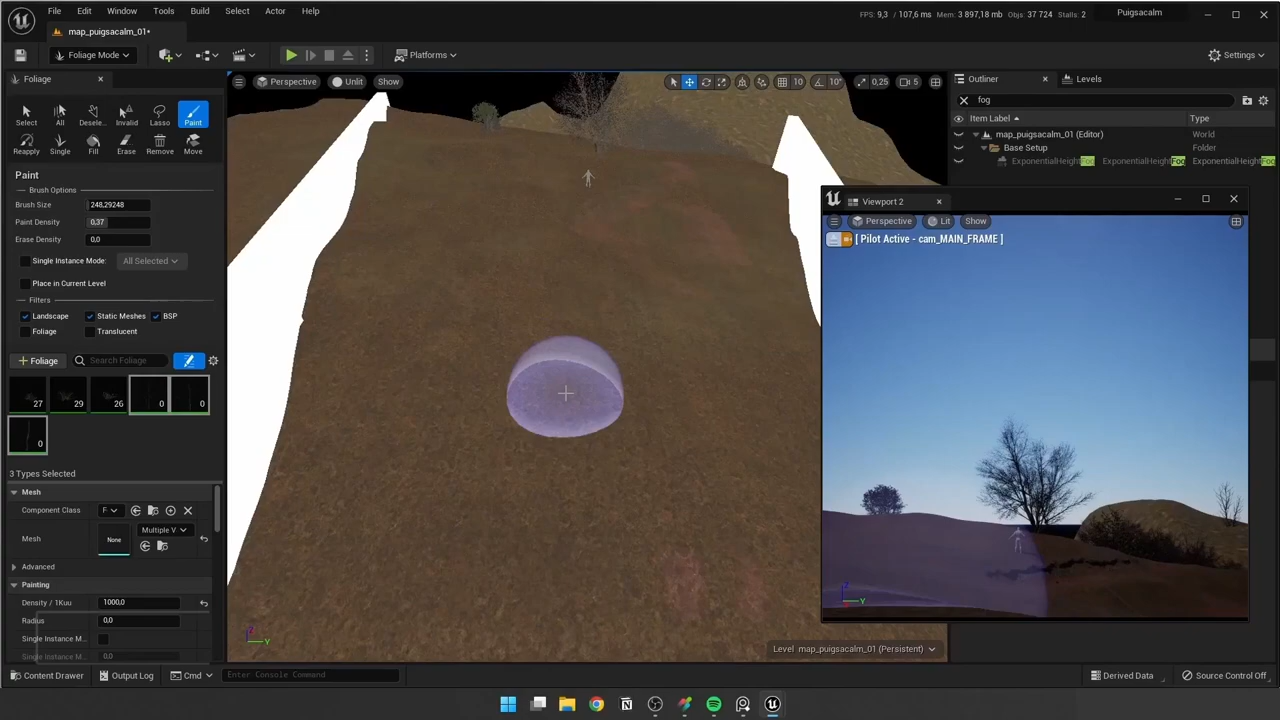 File Edit Window Tools Build Select Actor Help
FPS: 9,3 / 107,6 ms Mem: 3 897,18 mb Objs: 37 724 Stalls: 2
Puigsacalm
map_puigsacalm_01•
Foliage Mode
Platforms
Settings
Foliage
Perspective
Unlit
Show
10
10°
0,25
5
Outliner
Levels
fog
Select
All
Desele..
Invalid
Lasso
Paint
Item Label
Type
map_puigsacalm_01 (Editor) World
Base Setup Folder
ExponentialHeightFog ExponentialHeightFog ExponentialHeightFog
Reapply
Single
Fill
Erase
Remove
Move
Paint
Brush Options
Brush Size 248,29248
Paint Density 0,37
Erase Density 0,0
Single Instance Mode: All Selected
Place in Current Level
Filters
Landscape
Static Meshes
BSP
Foliage
Translucent
Viewport 2
Perspective
Lit
Show
[ Pilot Active - cam_MAIN_FRAME ]
+ Foliage
Search Foliage
27
29
26
0
0
0
3 Types Selected
Mesh
Component Class F
Mesh None Multiple V
Advanced
Painting
Density / 1Kuu 1000,0
Radius 0,0
Single Instance M...
Single Instance M... 0,0
Z
Y
Z
Y
Level map_puigsacalm_01 (Persistent)
Content Drawer
Output Log
Cmd
Enter Console Command
Derived Data
Source Control Off